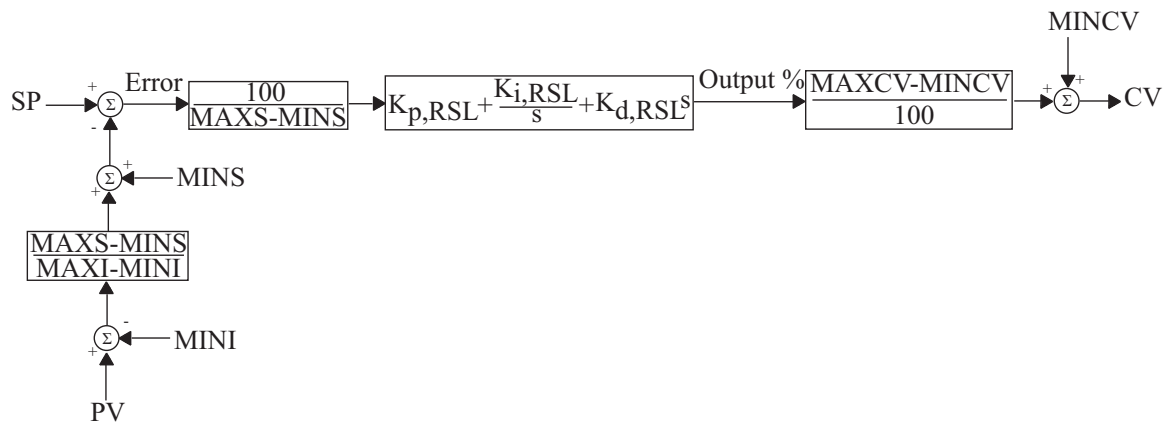 MINCV
SP
+
Σ
-
Error
100
MAXS-MINS
Kp,RSL+Ki,RSL/s+Kd,RSLs
Output %
MAXCV-MINCV
100
+
+
Σ
CV
+
+
Σ
MINS
MAXS-MINS
MAXI-MINI
-
+
Σ
MINI
PV